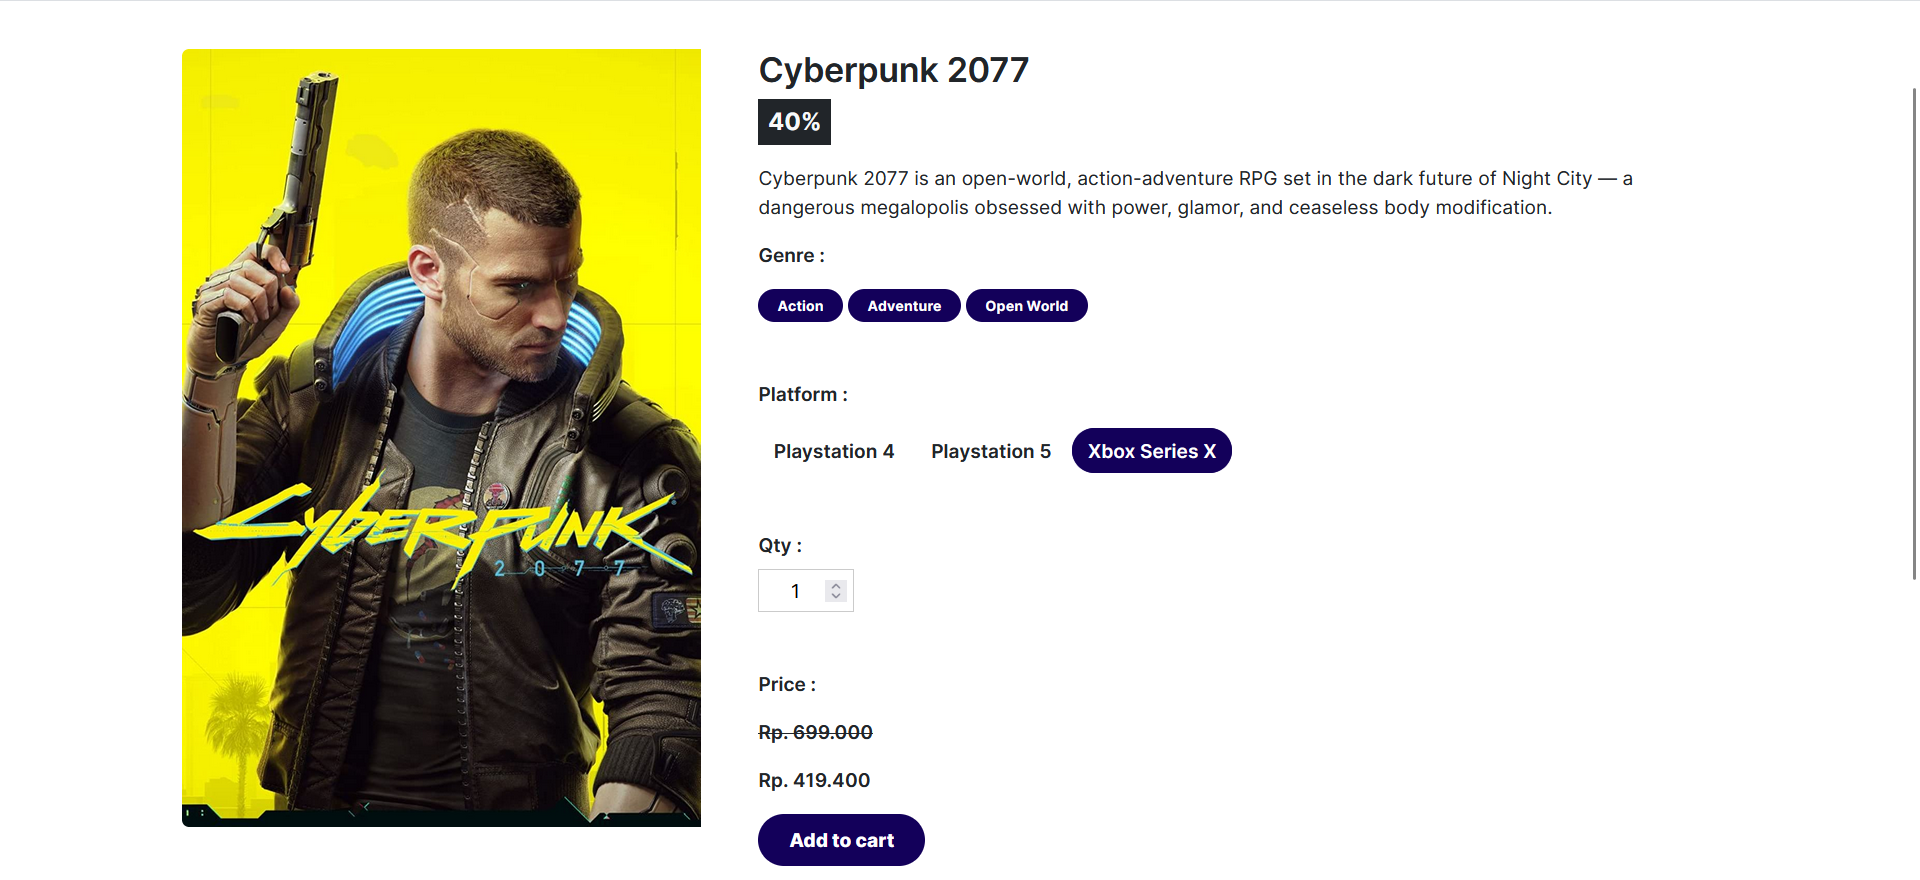 Cyberpunk 2077
40%
Cyberpunk 2077 is an open-world, action-adventure RPG set in the dark future of Night City — a
dangerous megalopolis obsessed with power, glamor, and ceaseless body modification.
Genre :
Action Adventure Open World
Platform :
Playstation 4 Playstation 5 Xbox Series X
Qty :
1
Price :
Rp. 699.000
Rp. 419.400
Add to cart
CYBERPUNK
2077